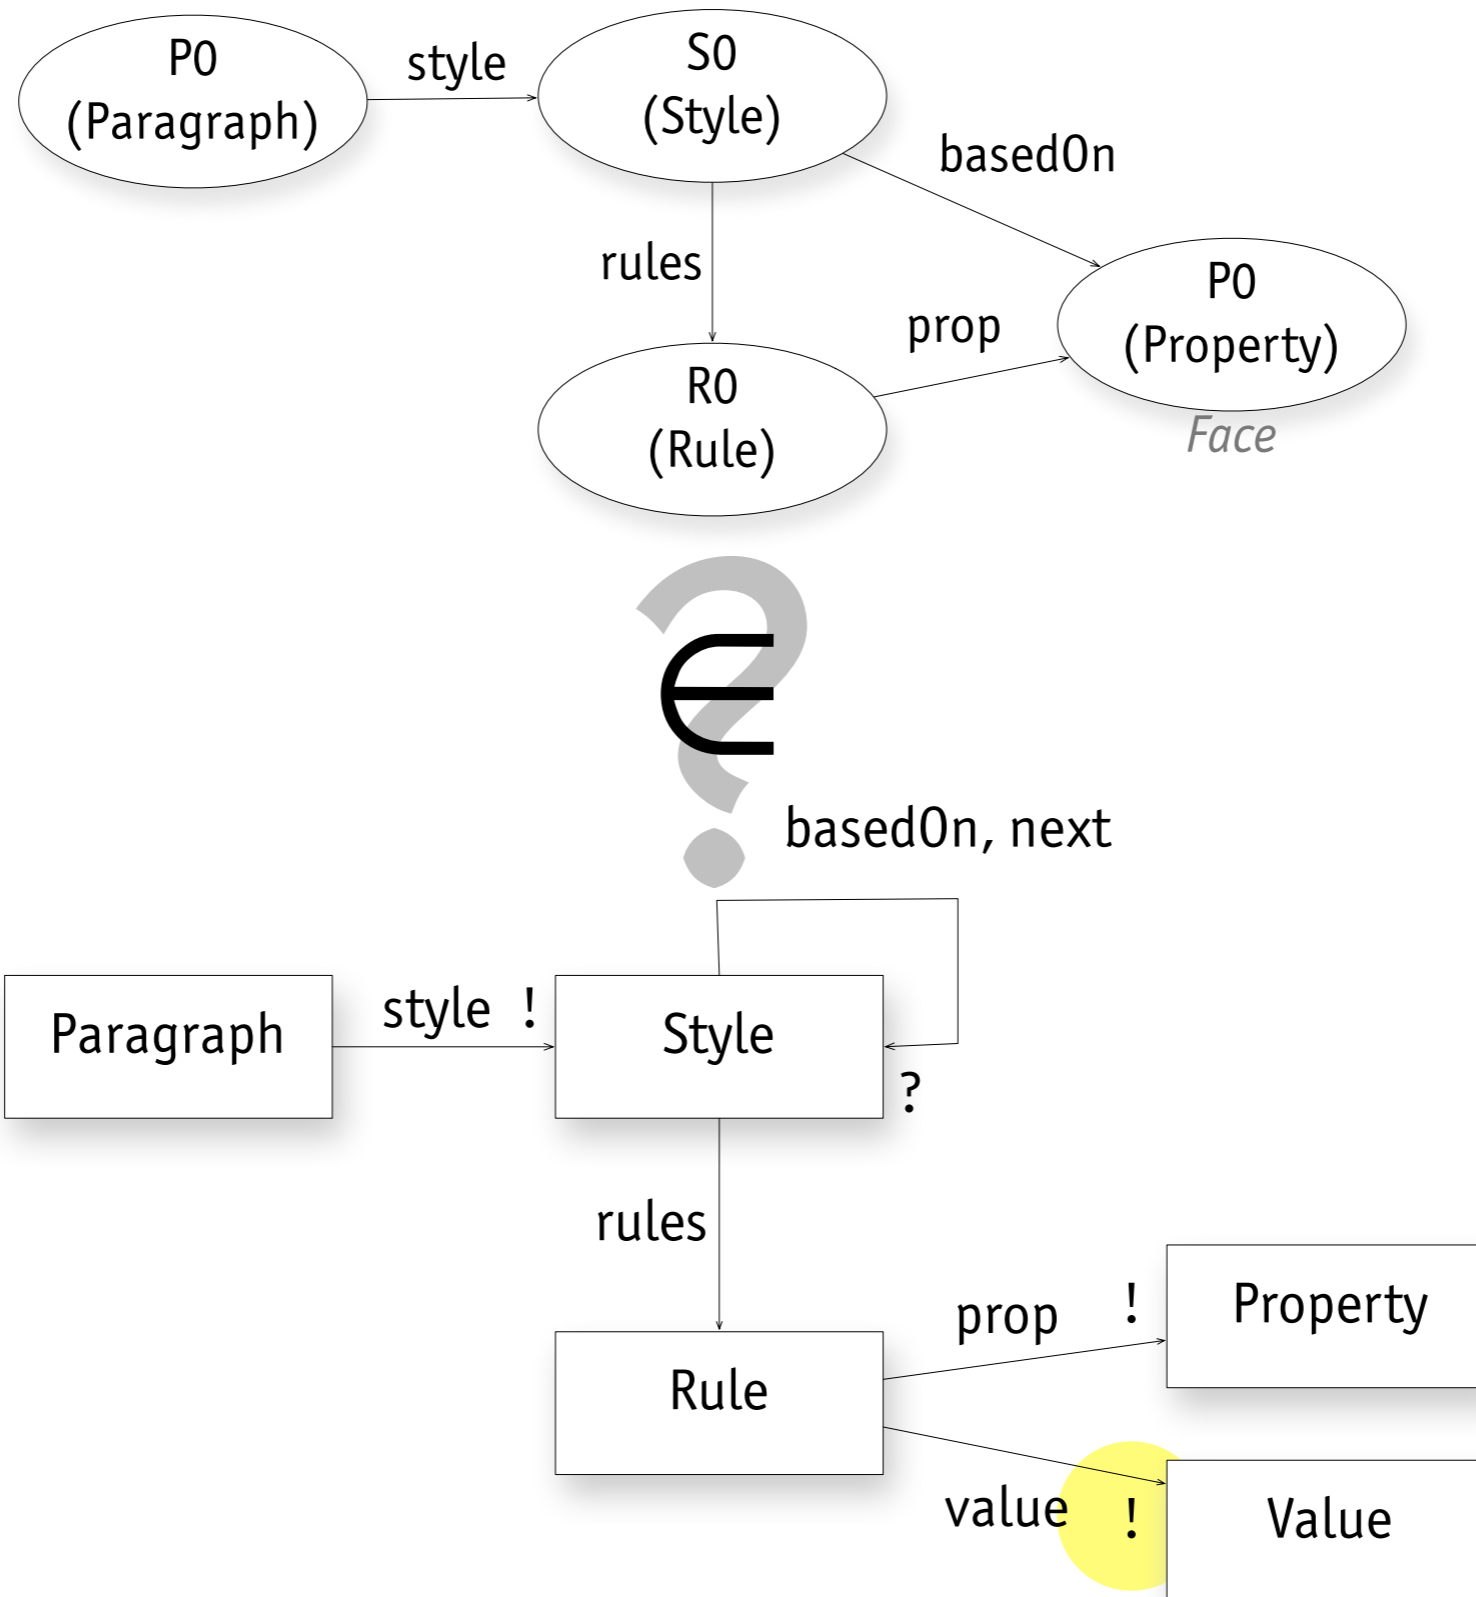 P0
(Paragraph)
style
S0
(Style)
basedOn
rules
prop
P0
(Property)
Face
R0
(Rule)
?
∈
basedOn, next
Paragraph
style !
Style
?
rules
Rule
prop !
Property
value !
Value